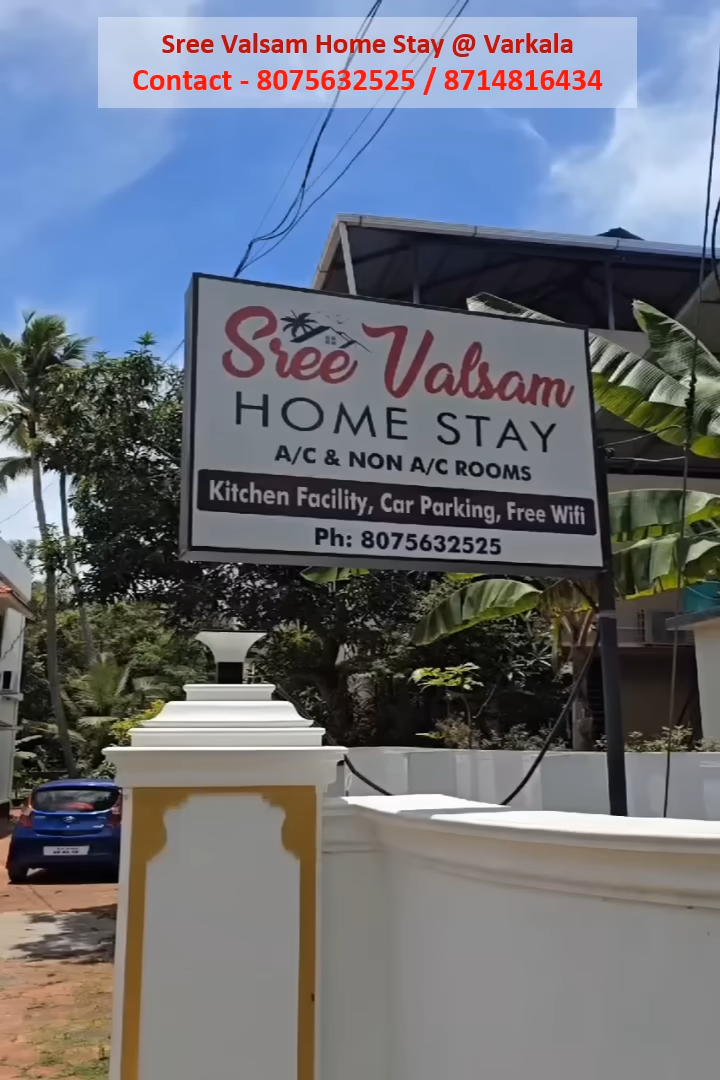 Sree Valsam Home Stay @ Varkala
Contact - 8075632525 / 8714816434
Sree Valsam
HOME STAY
A/C & NON A/C ROOMS
Kitchen Facility, Car Parking, Free Wifi
Ph: 8075632525